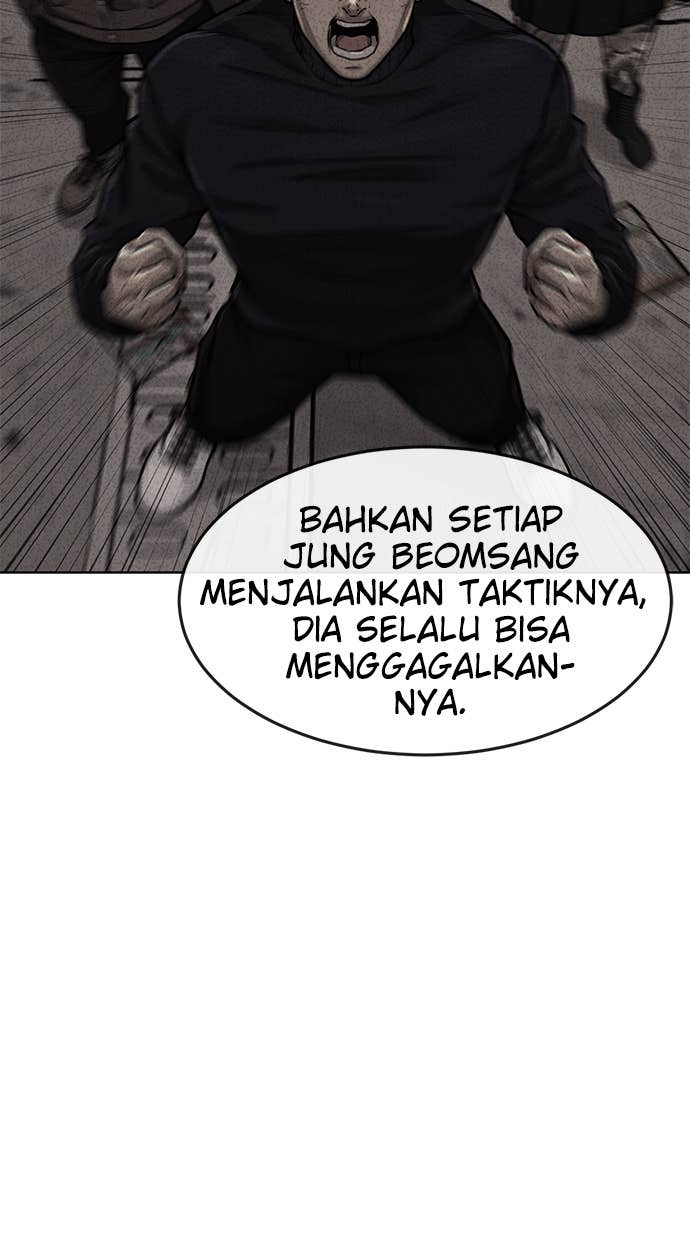 BAHKAN SETIAP
JUNG BEOMSANG
MENJALANKAN TAKTIKNYA,
DIA SELALU BISA
MENGGAGALKAN-
NYA.